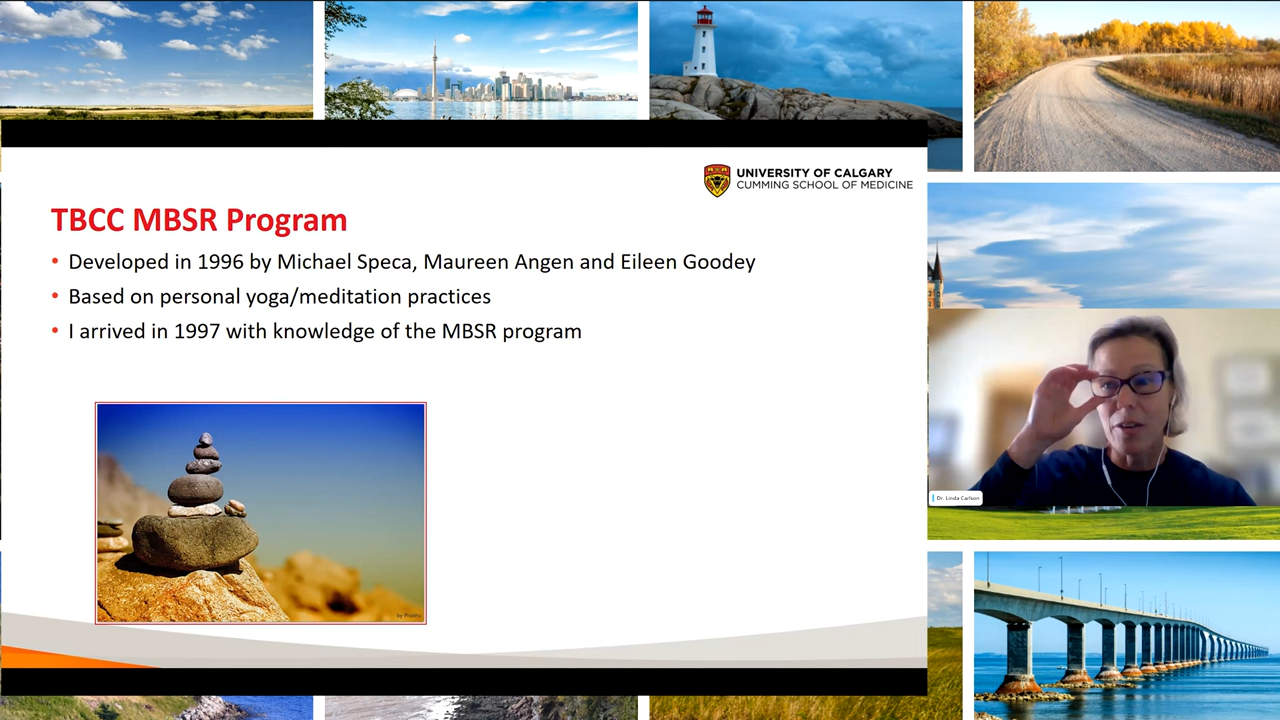 UNIVERSITY OF CALGARY
CUMMING SCHOOL OF MEDICINE
TBCC MBSR Program
• Developed in 1996 by Michael Speca, Maureen Angen and Eileen Goodey
• Based on personal yoga/meditation practices
• I arrived in 1997 with knowledge of the MBSR program
Dr. Linda Carlson